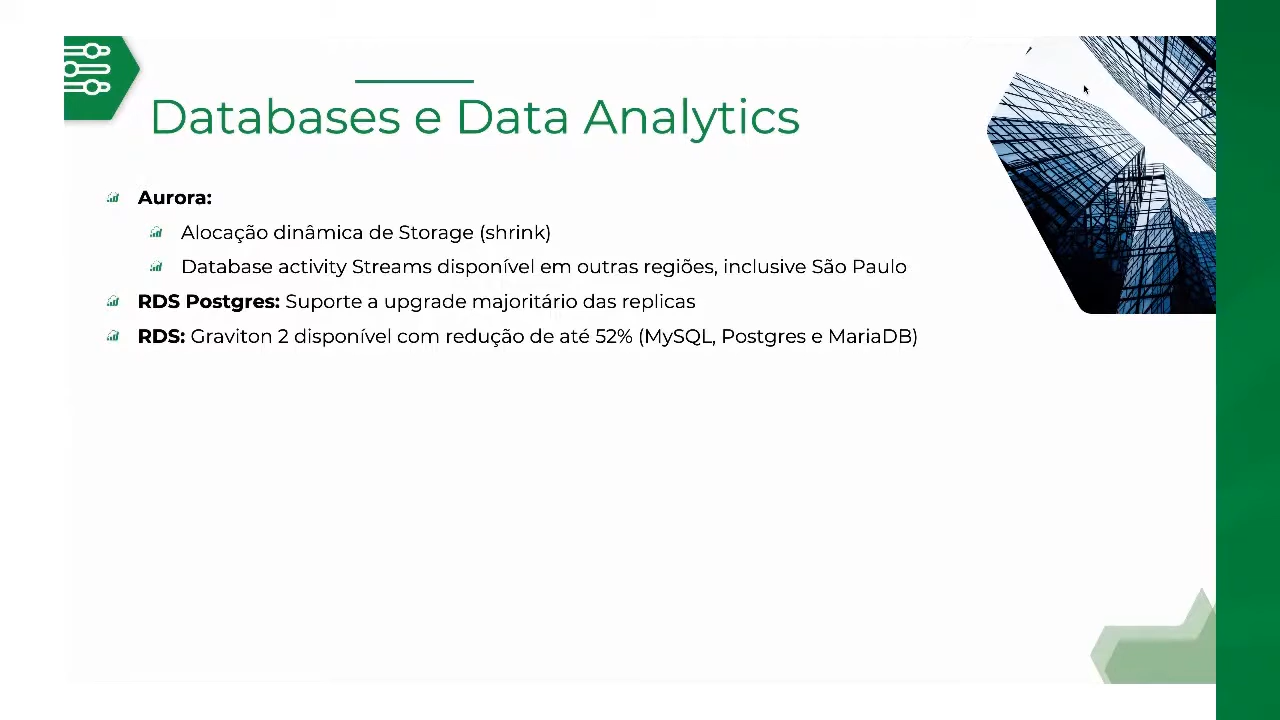 Databases e Data Analytics
Aurora:
Alocação dinâmica de Storage (shrink)
Database activity Streams disponível em outras regiões, inclusive São Paulo
RDS Postgres: Suporte a upgrade majoritário das replicas
RDS: Graviton 2 disponível com redução de até 52% (MySQL, Postgres e MariaDB)